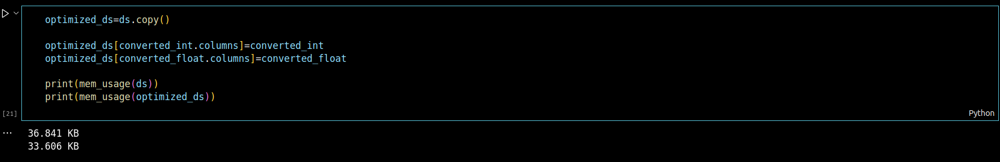 optimized_ds=ds.copy()
optimized_ds[converted_int.columns]=converted_int
optimized_ds[converted_float.columns]=converted_float
print(mem_usage(ds))
print(mem_usage(optimized_ds))
[21]
Python
36.841 KB
33.606 KB